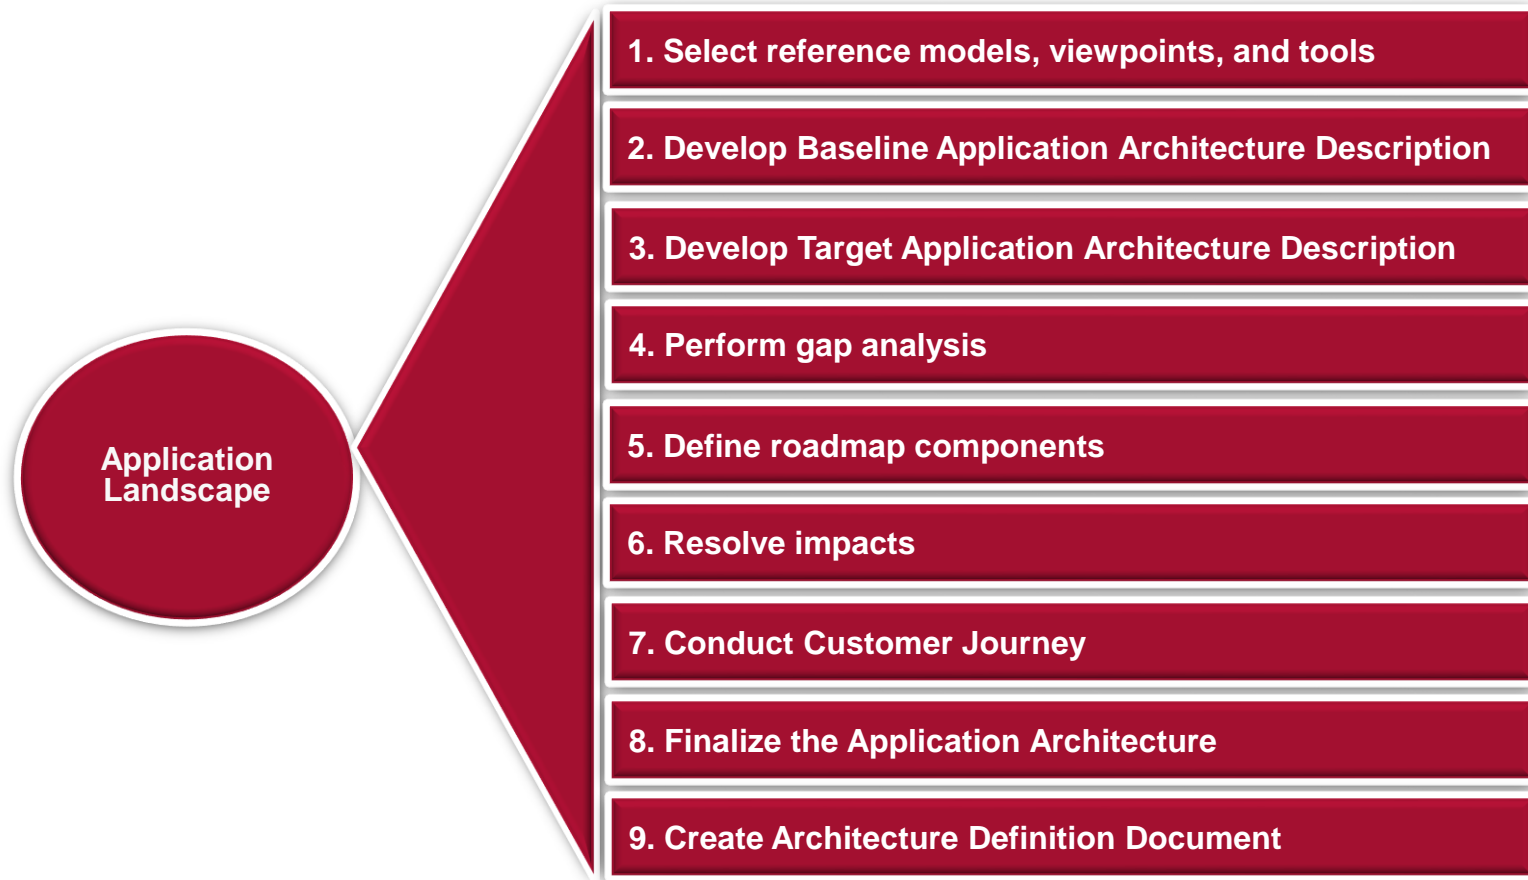 Application
Landscape
1. Select reference models, viewpoints, and tools
2. Develop Baseline Application Architecture Description
3. Develop Target Application Architecture Description
4. Perform gap analysis
5. Define roadmap components
6. Resolve impacts
7. Conduct Customer Journey
8. Finalize the Application Architecture
9. Create Architecture Definition Document